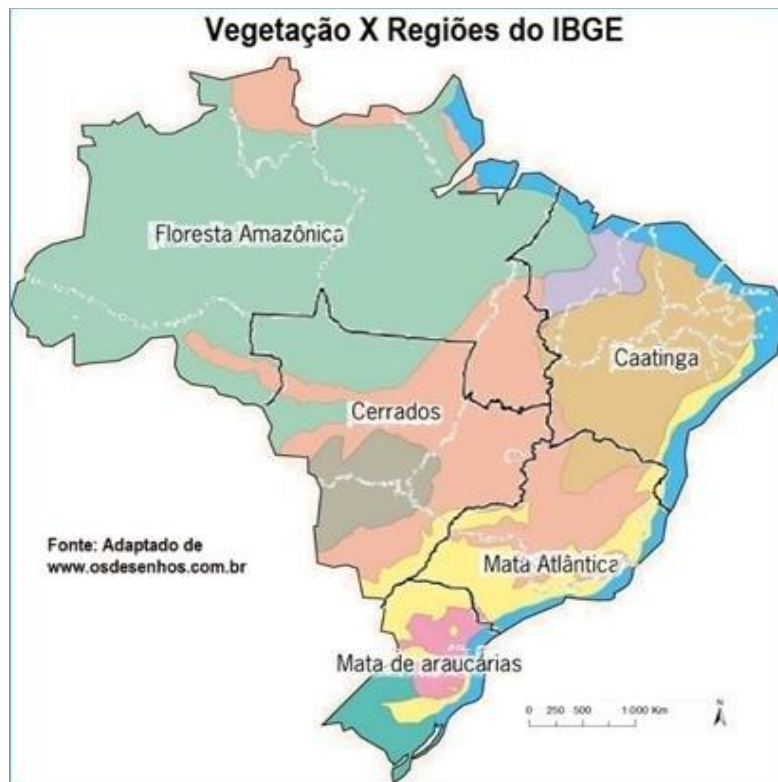 Vegetação X Regiões do IBGE
Floresta Amazônica
Caatinga
Cerrados
Fonte: Adaptado de
www.osdesenhos.com.br
Mata Atlântica
Mata de araucárias
N
0 250 500 1.000 Km